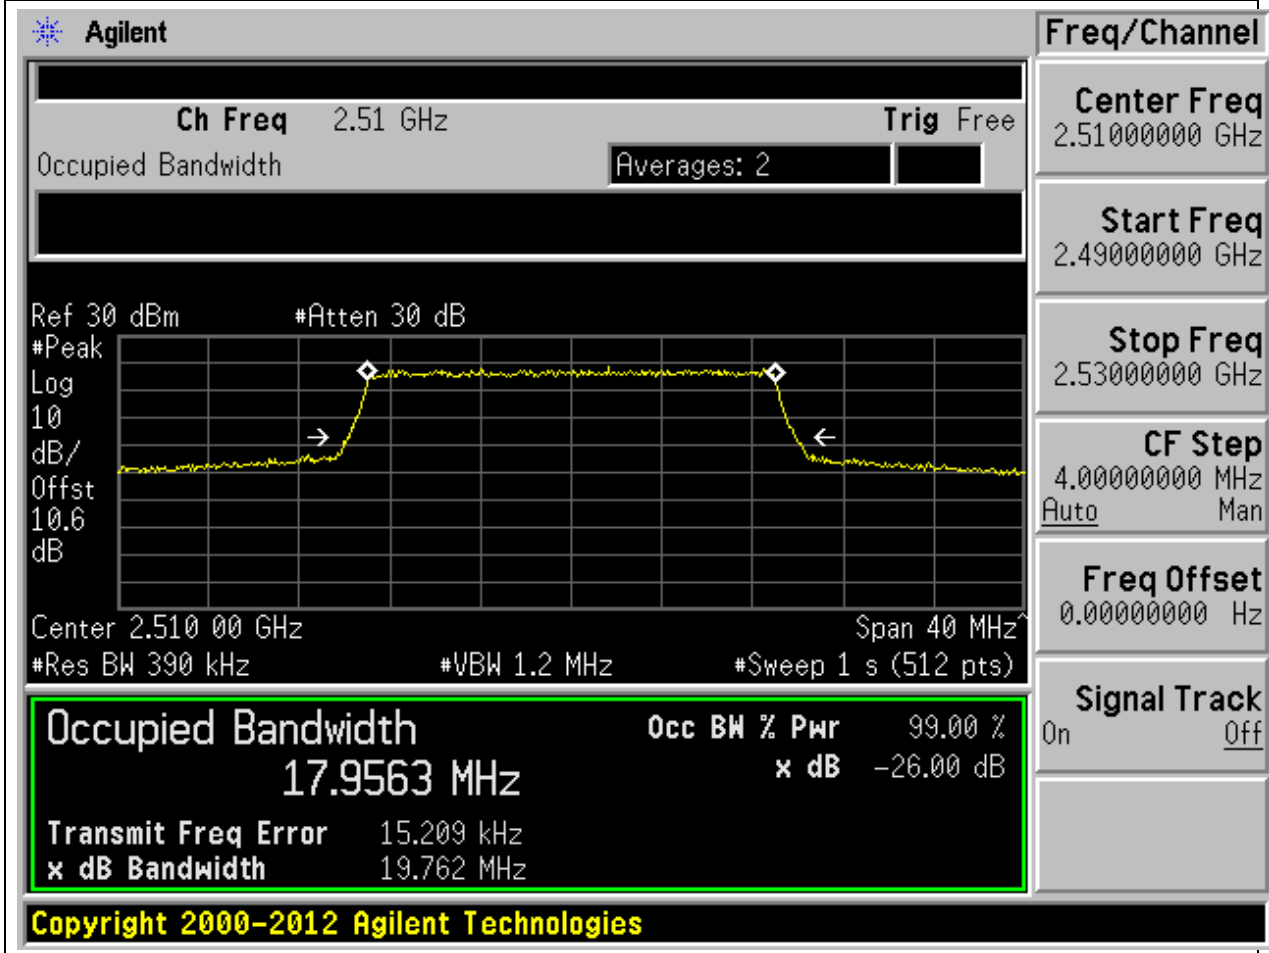 Agilent
Freq/Channel
Ch Freq 2.51 GHz Trig Free
Occupied Bandwidth Averages: 2
Center Freq
2.51000000 GHz
Start Freq
2.49000000 GHz
Stop Freq
2.53000000 GHz
CF Step
4.00000000 MHz
Auto Man
Freq Offset
0.00000000 Hz
Signal Track
On Off
Ref 30 dBm #Atten 30 dB
#Peak
Log
10
dB/
Offst
10.6
dB
Center 2.510 00 GHz Span 40 MHz^
#Res BW 390 kHz #VBW 1.2 MHz #Sweep 1 s (512 pts)
Occupied Bandwidth Occ BW % Pwr 99.00 %
17.9563 MHz x dB -26.00 dB
Transmit Freq Error 15.209 kHz
x dB Bandwidth 19.762 MHz
Copyright 2000-2012 Agilent Technologies